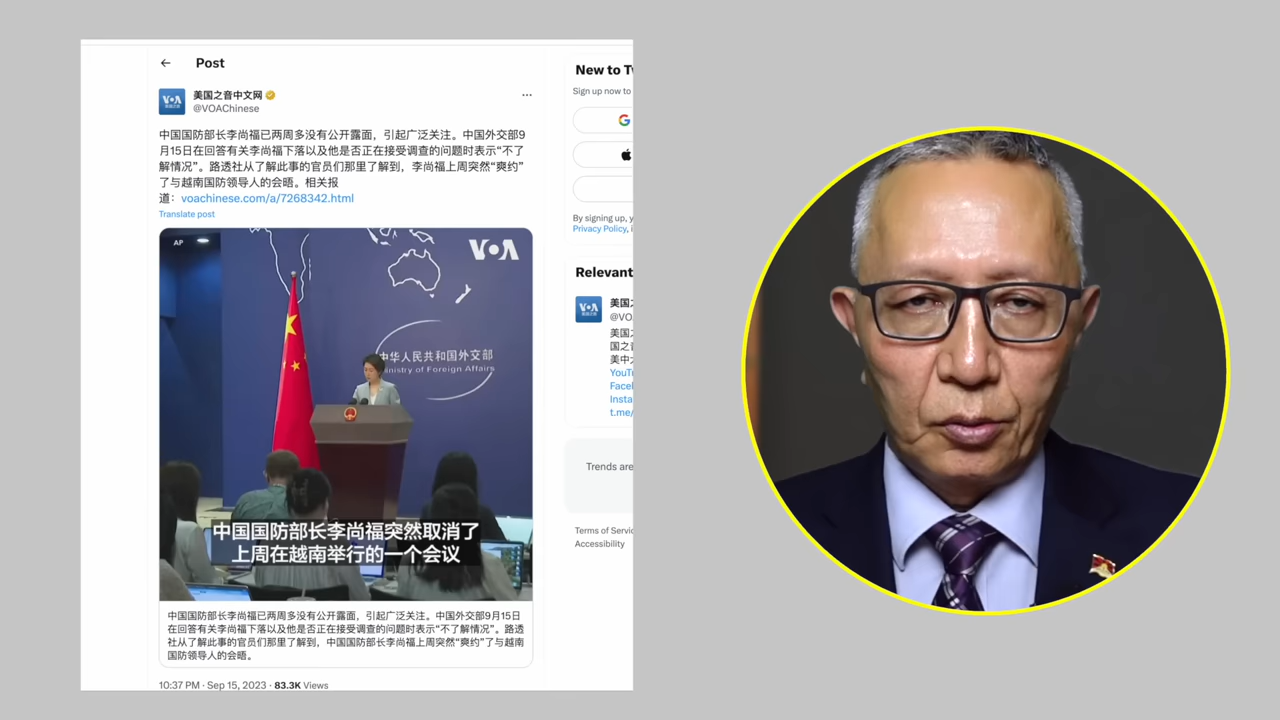 Post
美国之音中文网
@VOAChinese
中国国防部长李尚福已两周多没有公开露面，引起广泛关注。中国外交部9
月15日在回答有关李尚福下落以及他是否正在接受调查的问题时表示“不了
解情况”。路透社从了解此事的官员们那里了解到，李尚福上周突然“爽约”
了与越南国防领导人的会晤。相关报
道：voachinese.com/a/7268342.html
Translate post
AP
VOA
中华人民共和国外交部
Ministry of Foreign Affairs
中国国防部长李尚福突然取消了
上周在越南举行的一个会议
中国国防部长李尚福已两周多没有公开露面，引起广泛关注。中国外交部9月15日
在回答有关李尚福下落以及他是否正在接受调查的问题时表示“不了解情况”。路透
社从了解此事的官员们那里了解到，中国国防部长李尚福上周突然“爽约”了与越南
国防领导人的会晤。
10:37 PM · Sep 15, 2023 · 83.3K Views
New to Tw
Sign up now to
By signing up, y
Privacy Policy, i
Relevant
VOA
美国之
@VO
美国之
国之音
美中关
YouTu
Faceb
Insta
t.me/
Trends are
Terms of Servic
Accessibility